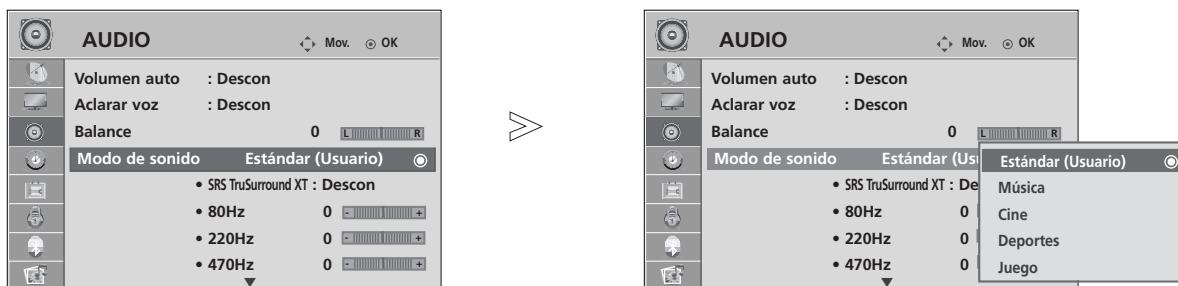 AUDIO
Mov. OK
Volumen auto : Descon
Aclarar voz : Descon
Balance 0 L R
Modo de sonido Estándar (Usuario)
• SRS TruSurround XT : Descon
• 80Hz 0 - +
• 220Hz 0 - +
• 470Hz 0 - +
AUDIO
Mov. OK
Volumen auto : Descon
Aclarar voz : Descon
Balance 0 L R
Modo de sonido Estándar (Us
• SRS TruSurround XT : De
• 80Hz 0
• 220Hz 0
• 470Hz 0
Estándar (Usuario)
Música
Cine
Deportes
Juego